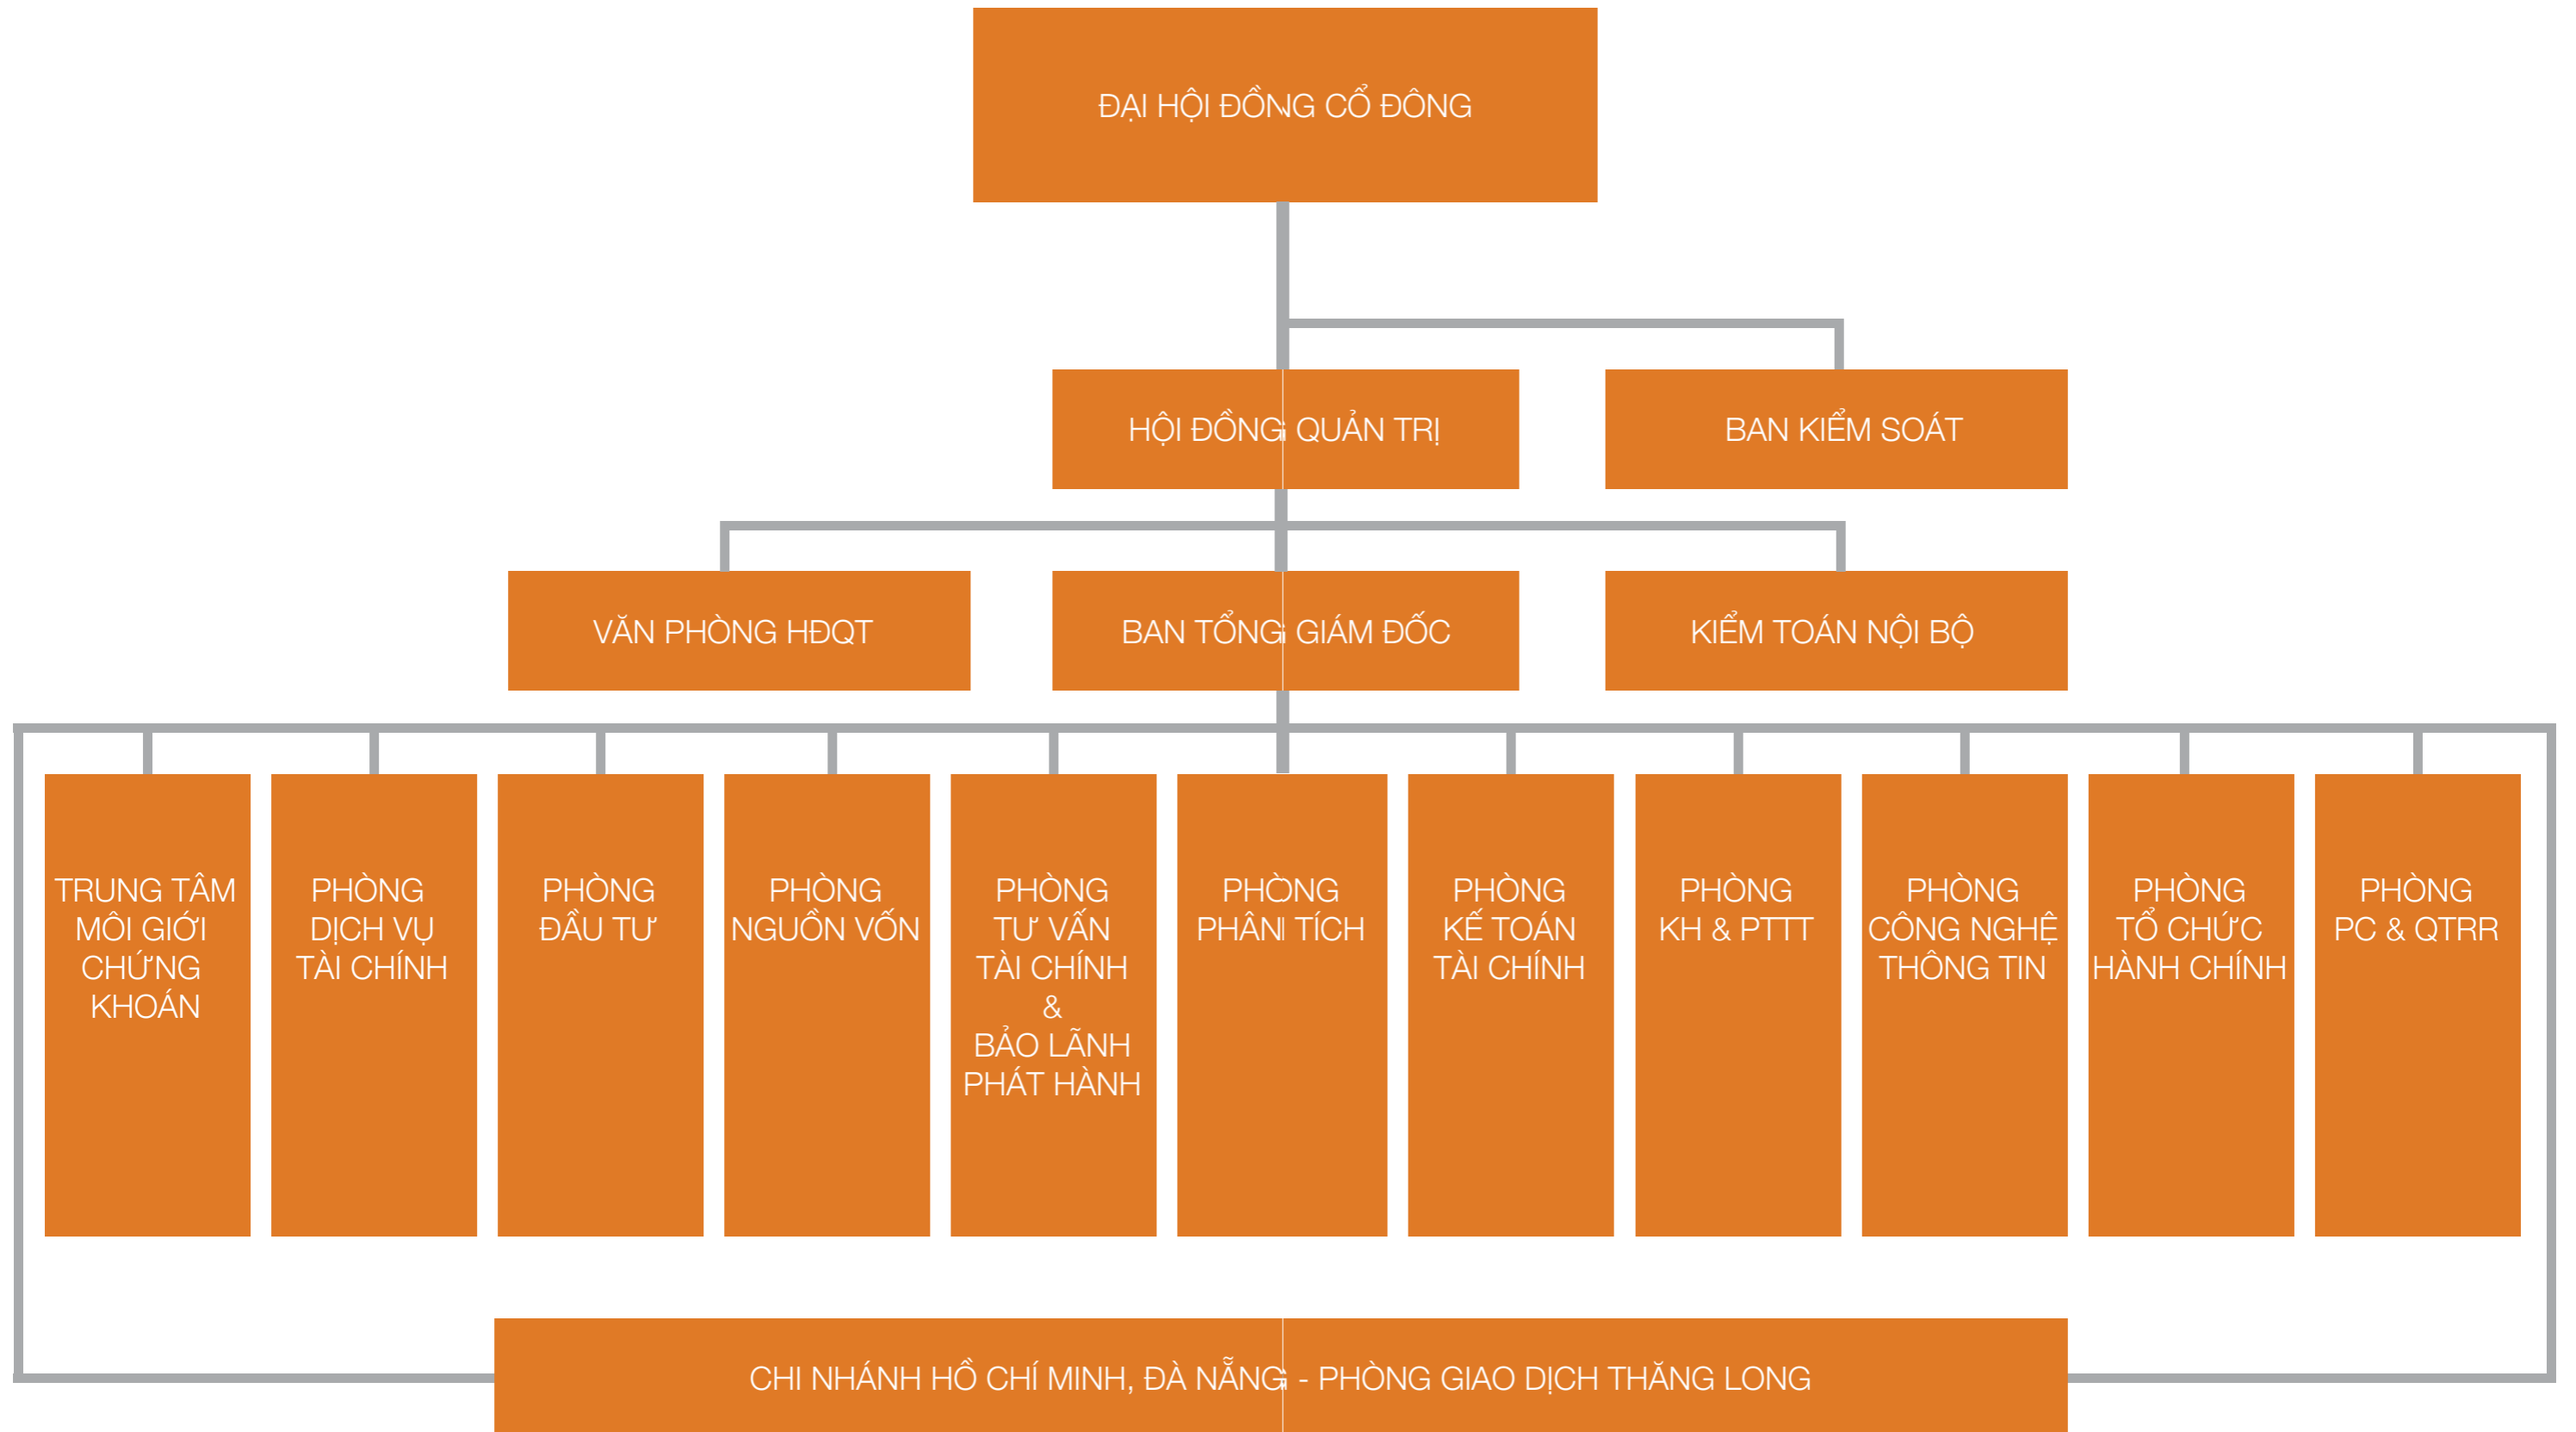 ĐẠI HỘI ĐỒNG CỔ ĐÔNG
HỘI ĐỒNG QUẢN TRỊ
BAN KIỂM SOÁT
VĂN PHÒNG HĐQT
BAN TỔNG GIÁM ĐỐC
KIỂM TOÁN NỘI BỘ
TRUNG TÂM
MÔI GIỚI
CHỨNG
KHOÁN
PHÒNG
DỊCH VỤ
TÀI CHÍNH
PHÒNG
ĐẦU TƯ
PHÒNG
NGUỒN VỐN
PHÒNG
TƯ VẤN
TÀI CHÍNH
&
BẢO LÃNH
PHÁT HÀNH
PHÒNG
PHÂN TÍCH
PHÒNG
KẾ TOÁN
TÀI CHÍNH
PHÒNG
KH & PTTT
PHÒNG
CÔNG NGHỆ
THÔNG TIN
PHÒNG
TỔ CHỨC
HÀNH CHÍNH
PHÒNG
PC & QTRR
CHI NHÁNH HỒ CHÍ MINH, ĐÀ NẴNG - PHÒNG GIAO DỊCH THĂNG LONG